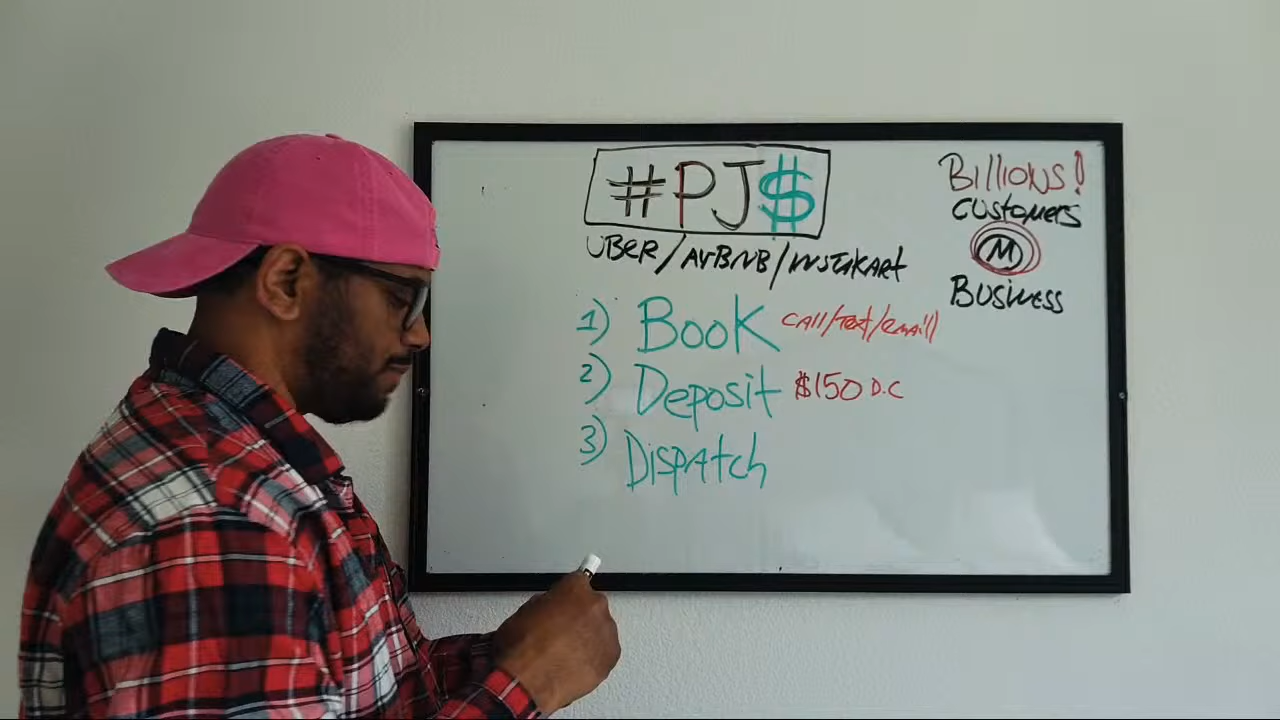 #PJ$
UBER/AirBNB/INSTAKART
1) BOOK CALL/TEXT/EMAIL)
2) Deposit $150 D.C
3) DISPATCH
BILLIONS!
CUSTOMERS
M
BUSINESS